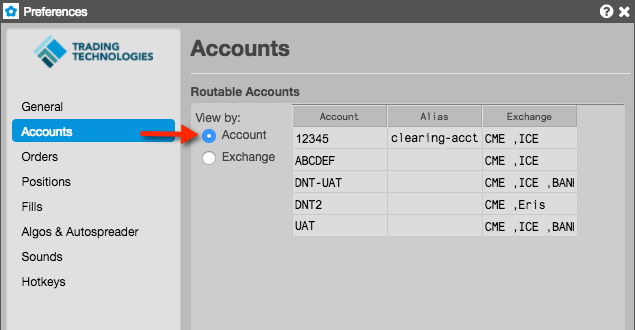 Preferences
TRADING
TECHNOLOGIES
General
Accounts
Orders
Positions
Fills
Algos & Autospreader
Sounds
Hotkeys
Accounts
Routable Accounts
View by:
Account
Exchange
Account Alias Exchange
12345 clearing-acct CME ,ICE
ABCDEF CME ,ICE
DNT-UAT CME ,ICE ,BAN
DNT2 CME ,Eris
UAT CME ,ICE ,BAN